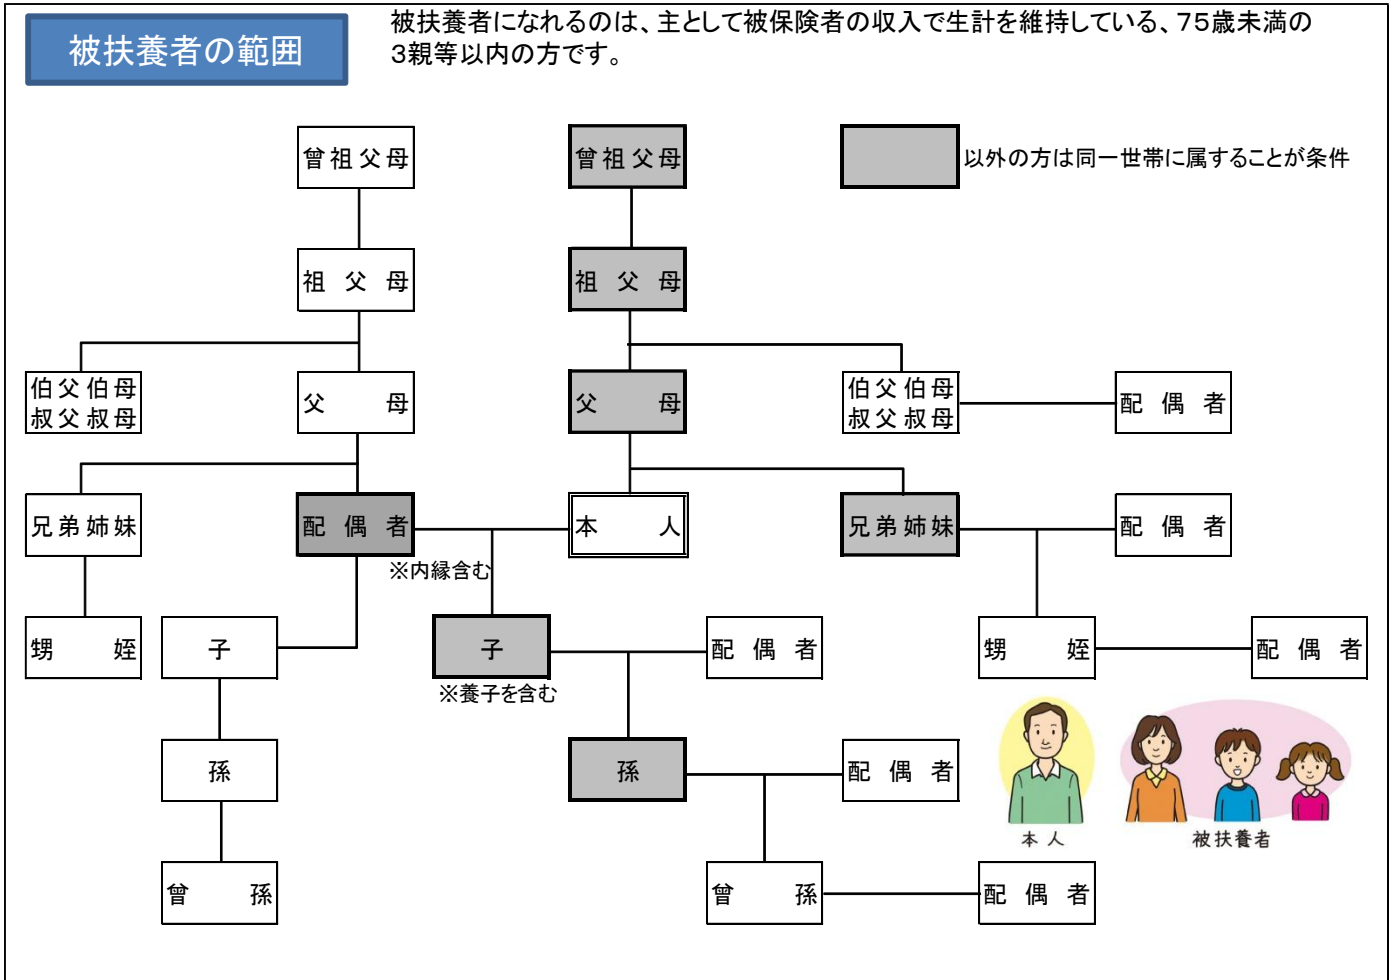 被扶養者の範囲
被扶養者になれるのは、主として被保険者の収入で生計を維持している、75歳未満の
3親等以内の方です。
曾祖父母
曾祖父母
以外の方は同一世帯に属することが条件
祖父母
祖父母
伯父伯母
叔父叔母
父母
父母
伯父伯母
叔父叔母
配偶者
兄弟姉妹
配偶者
本人
兄弟姉妹
配偶者
※内縁含む
甥姪
子
子
配偶者
甥姪
配偶者
※養子を含む
孫
孫
配偶者
本人
被扶養者
曾孫
曾孫
配偶者